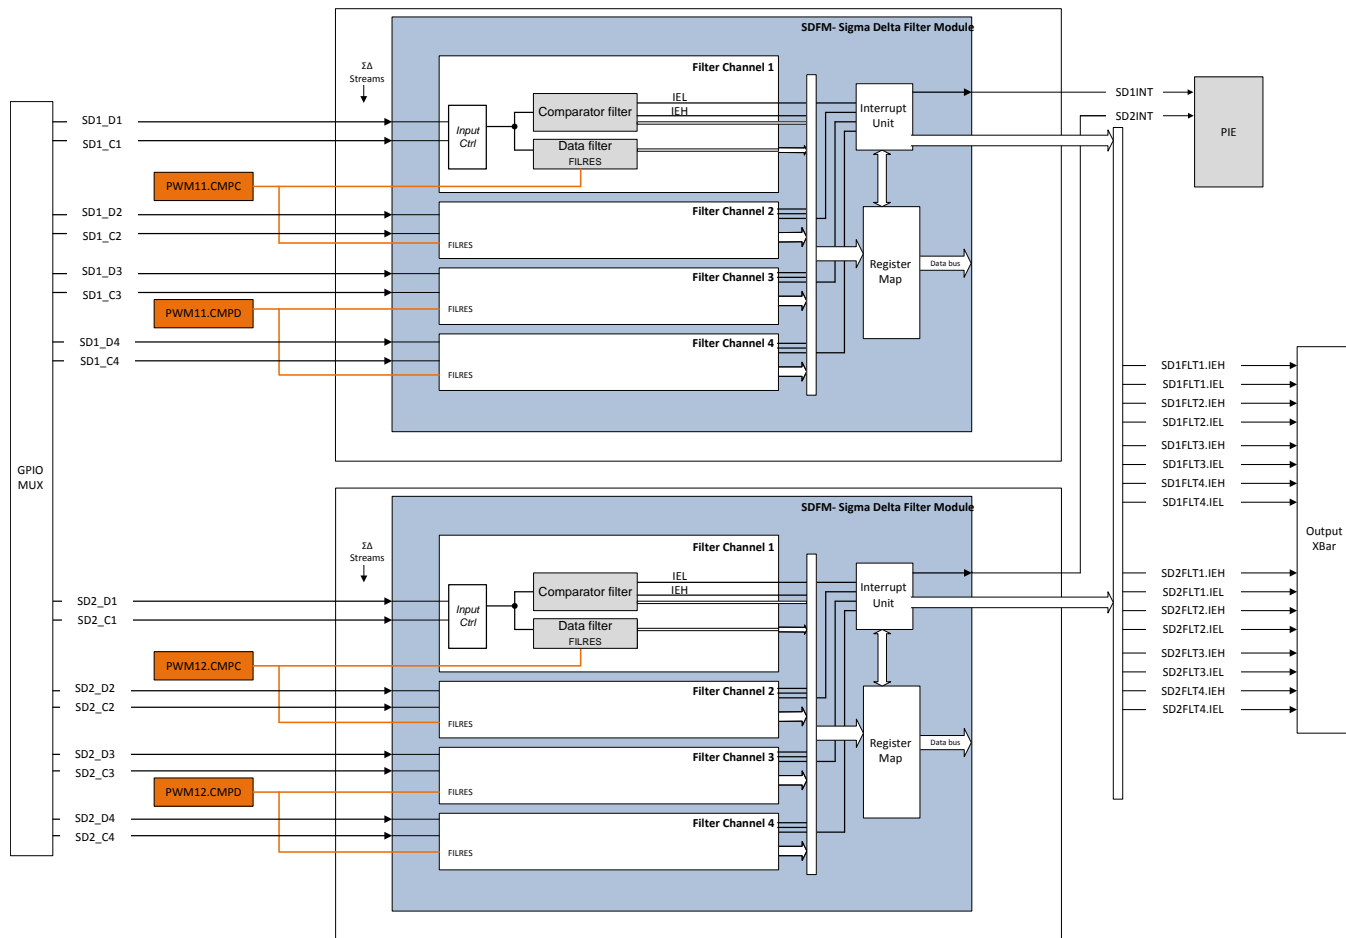 SDFM- Sigma Delta Filter Module
ΣΔ
Streams
Filter Channel 1
SD1_D1
SD1_C1
Input
Ctrl
Comparator filter
IEL
IEH
Data filter
FILRES
Interrupt
Unit
SD1INT
SD2INT
PIE
PWM11.CMPC
SD1_D2
SD1_C2
Filter Channel 2
FILRES
Register
Map
Data bus
SD1_D3
SD1_C3
Filter Channel 3
FILRES
PWM11.CMPD
SD1_D4
SD1_C4
Filter Channel 4
FILRES
GPIO
MUX
SD1FLT1.IEH
SD1FLT1.IEL
SD1FLT2.IEH
SD1FLT2.IEL
SD1FLT3.IEH
SD1FLT3.IEL
SD1FLT4.IEH
SD1FLT4.IEL
Output
XBar
SDFM- Sigma Delta Filter Module
ΣΔ
Streams
Filter Channel 1
SD2_D1
SD2_C1
Input
Ctrl
Comparator filter
IEL
IEH
Data filter
FILRES
Interrupt
Unit
SD2FLT1.IEH
SD2FLT1.IEL
SD2FLT2.IEH
SD2FLT2.IEL
SD2FLT3.IEH
SD2FLT3.IEL
SD2FLT4.IEH
SD2FLT4.IEL
PWM12.CMPC
SD2_D2
SD2_C2
Filter Channel 2
FILRES
Register
Map
Data bus
SD2_D3
SD2_C3
Filter Channel 3
FILRES
PWM12.CMPD
SD2_D4
SD2_C4
Filter Channel 4
FILRES